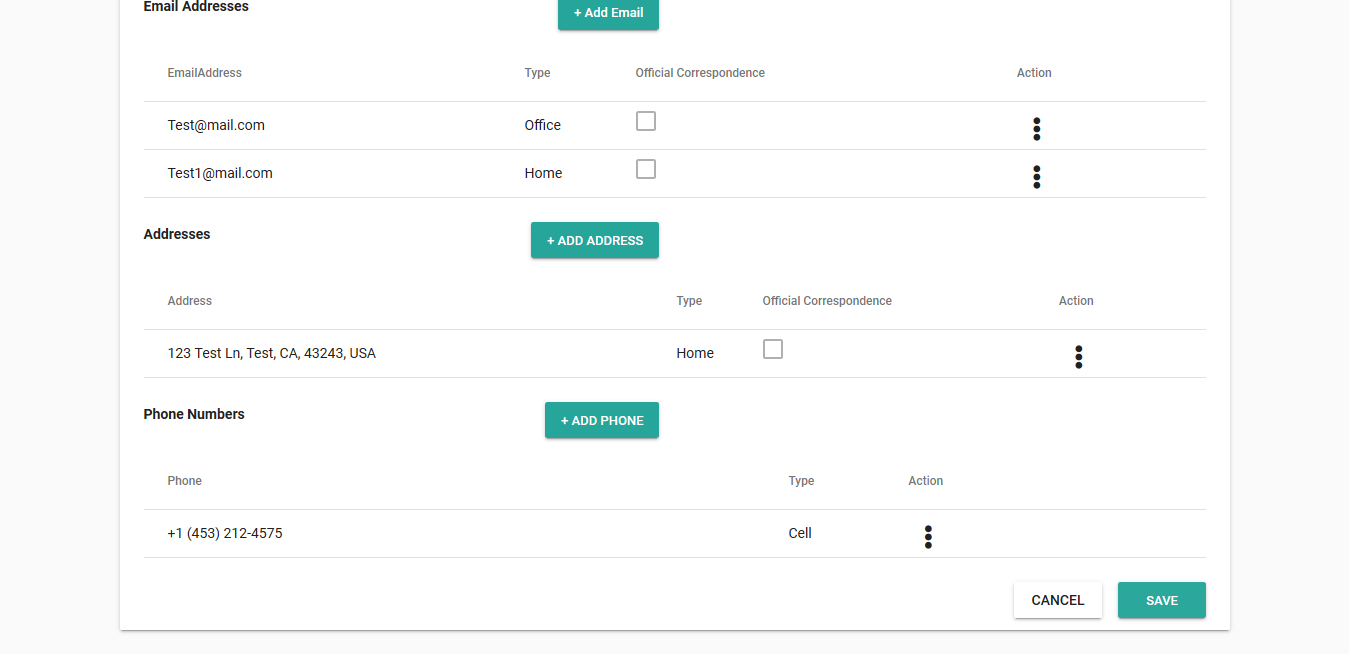 Email Addresses + Add Email
EmailAddress Type Official Correspondence Action
Test@mail.com Office
Test1@mail.com Home
Addresses + ADD ADDRESS
Address Type Official Correspondence Action
123 Test Ln, Test, CA, 43243, USA Home
Phone Numbers + ADD PHONE
Phone Type Action
+1 (453) 212-4575 Cell
CANCEL SAVE